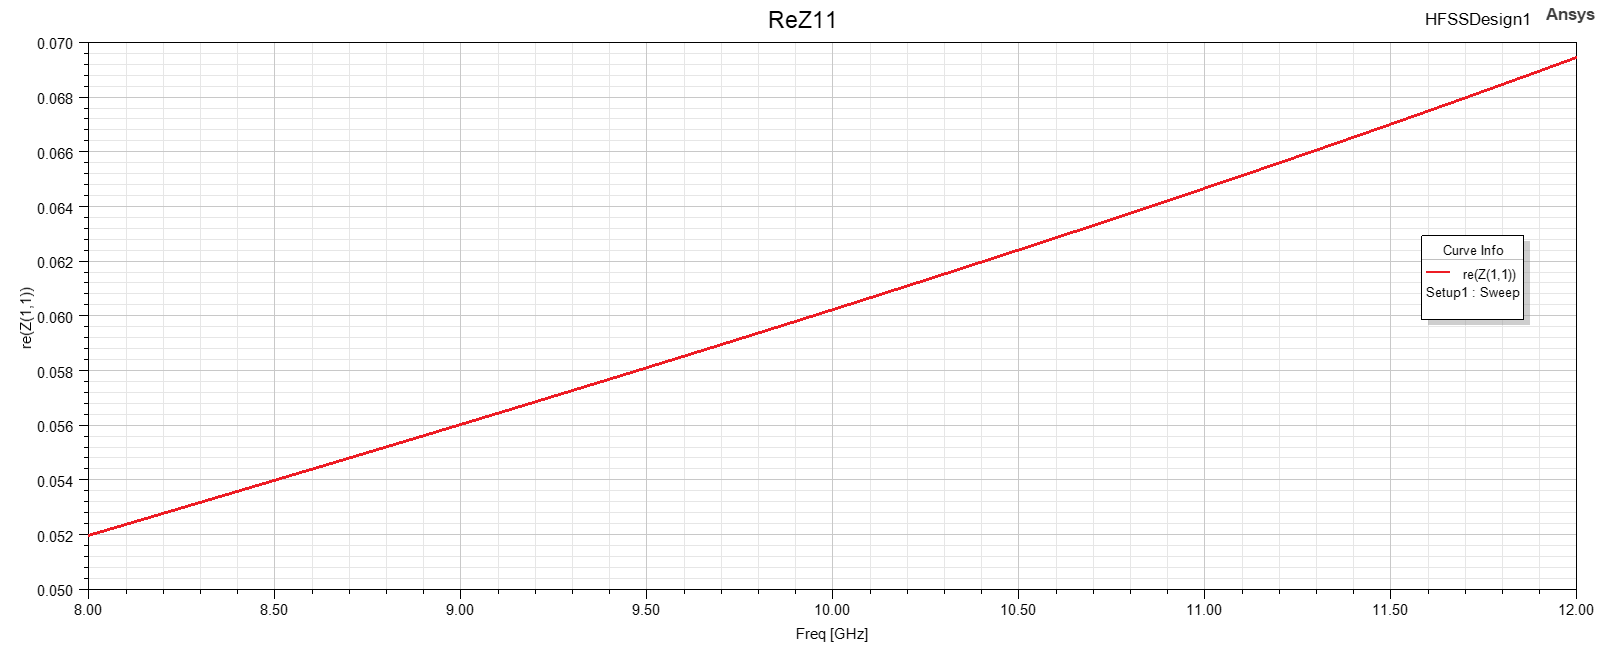 ReZ11
HFSSDesign1 Ansys
0.070
0.068
0.066
0.064
0.062
0.060
0.058
0.056
0.054
0.052
0.050
re(Z(1,1))
8.00 8.50 9.00 9.50 10.00 10.50 11.00 11.50 12.00
Freq [GHz]
Curve Info
re(Z(1,1))
Setup1 : Sweep